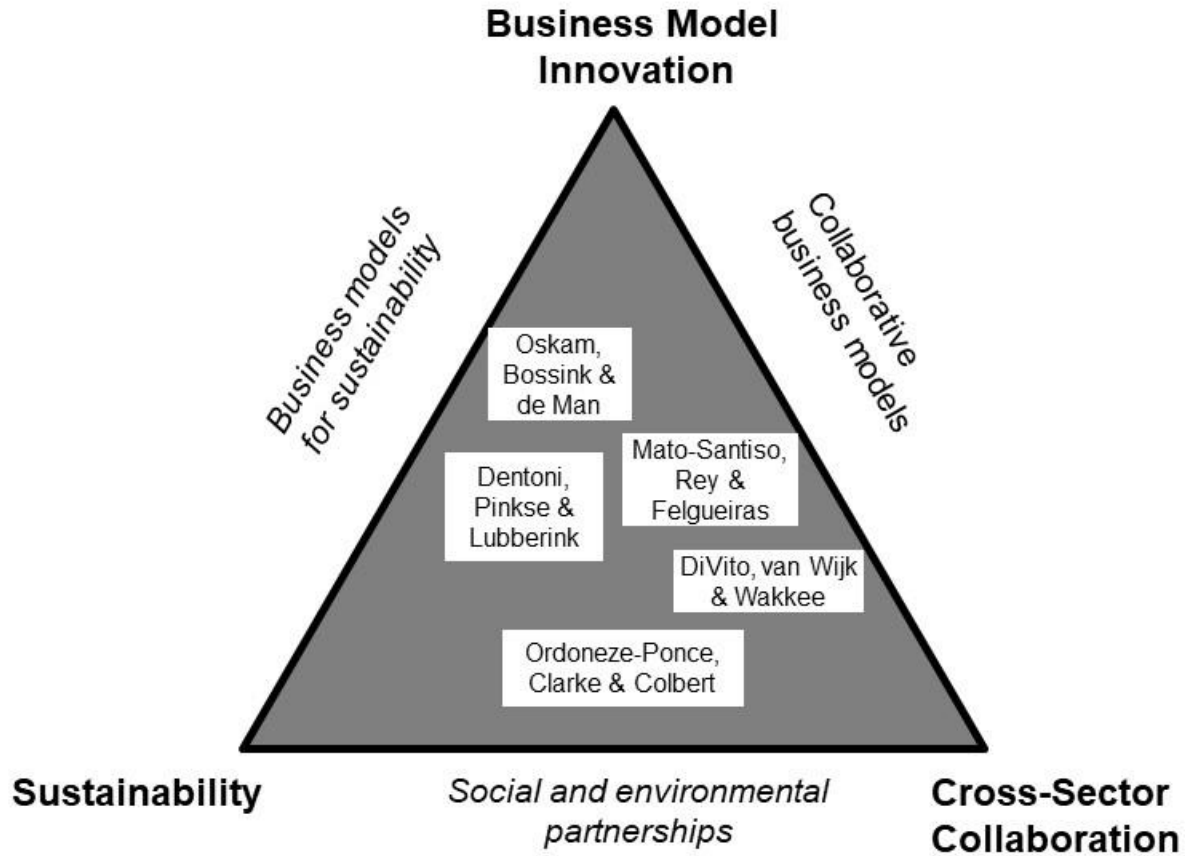 Business Model
Innovation
Business models
for sustainability
Collaborative
business models
Oskam,
Bossink &
de Man
Mato-Santiso,
Rey &
Felgueiras
Dentoni,
Pinkse &
Lubberink
DiVito, van Wijk
& Wakkee
Ordoneze-Ponce,
Clarke & Colbert
Sustainability
Social and environmental
partnerships
Cross-Sector
Collaboration